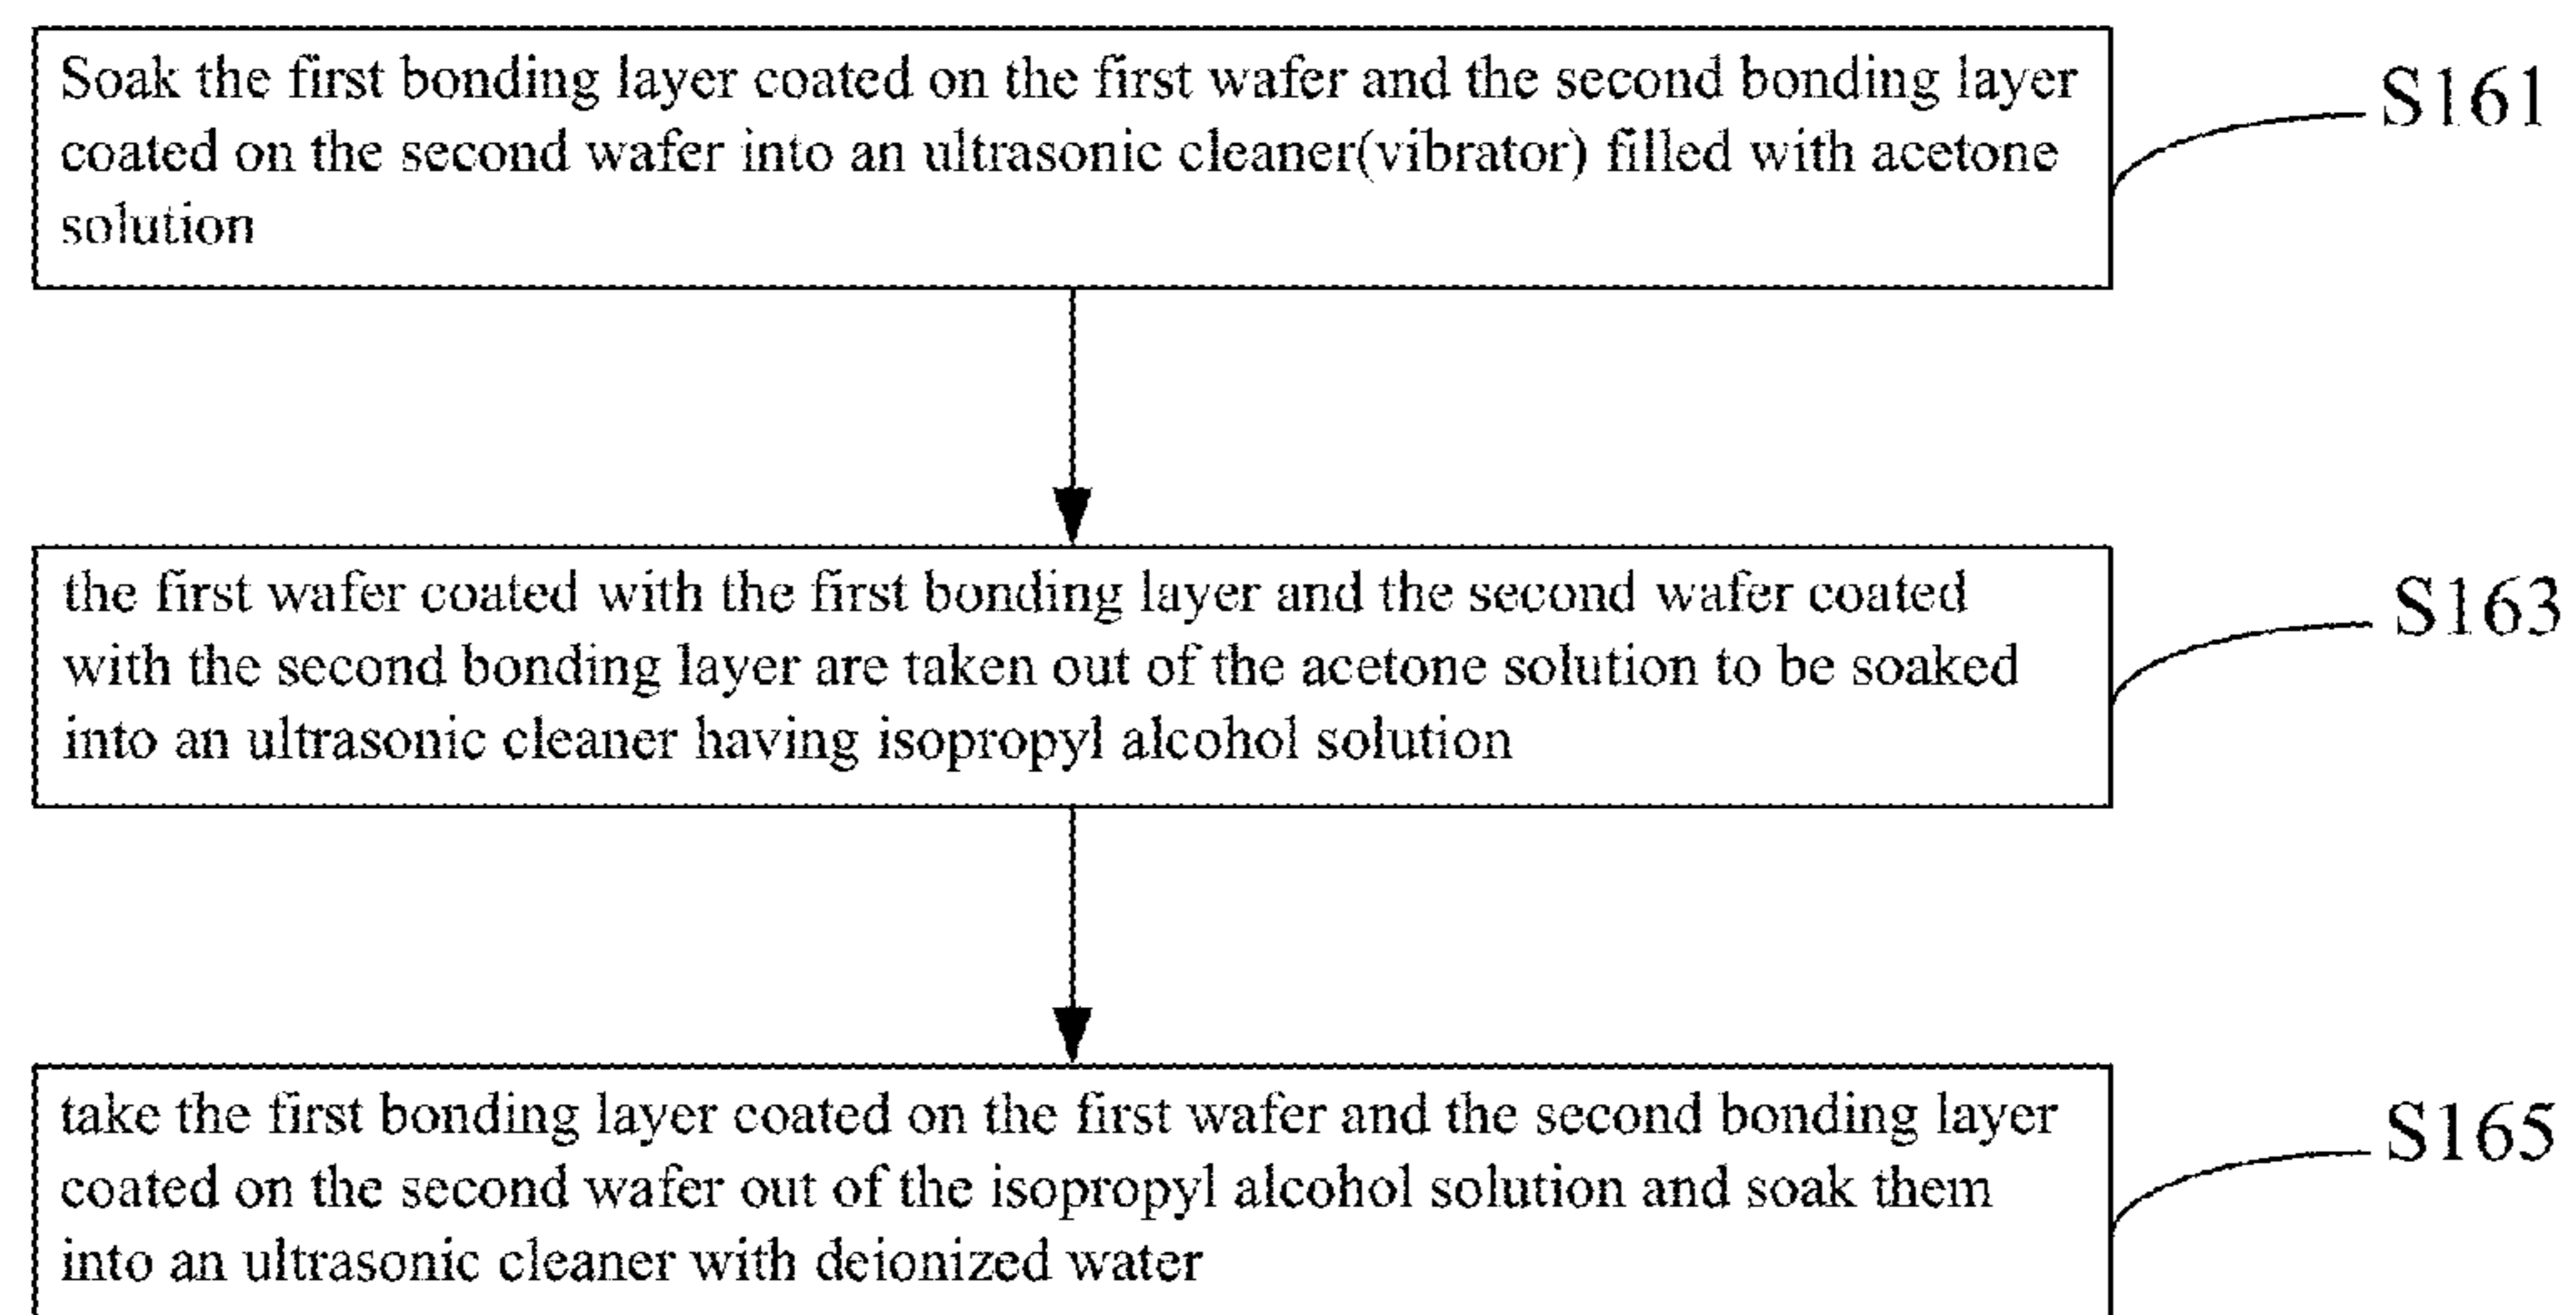 Soak the first bonding layer coated on the first wafer and the second bonding layer
coated on the second wafer into an ultrasonic cleaner(vibrator) filled with acetone
solution
S161
the first wafer coated with the first bonding layer and the second wafer coated
with the second bonding layer are taken out of the acetone solution to be soaked
into an ultrasonic cleaner having isopropyl alcohol solution
S163
take the first bonding layer coated on the first wafer and the second bonding layer
coated on the second wafer out of the isopropyl alcohol solution and soak them
into an ultrasonic cleaner with deionized water
S165